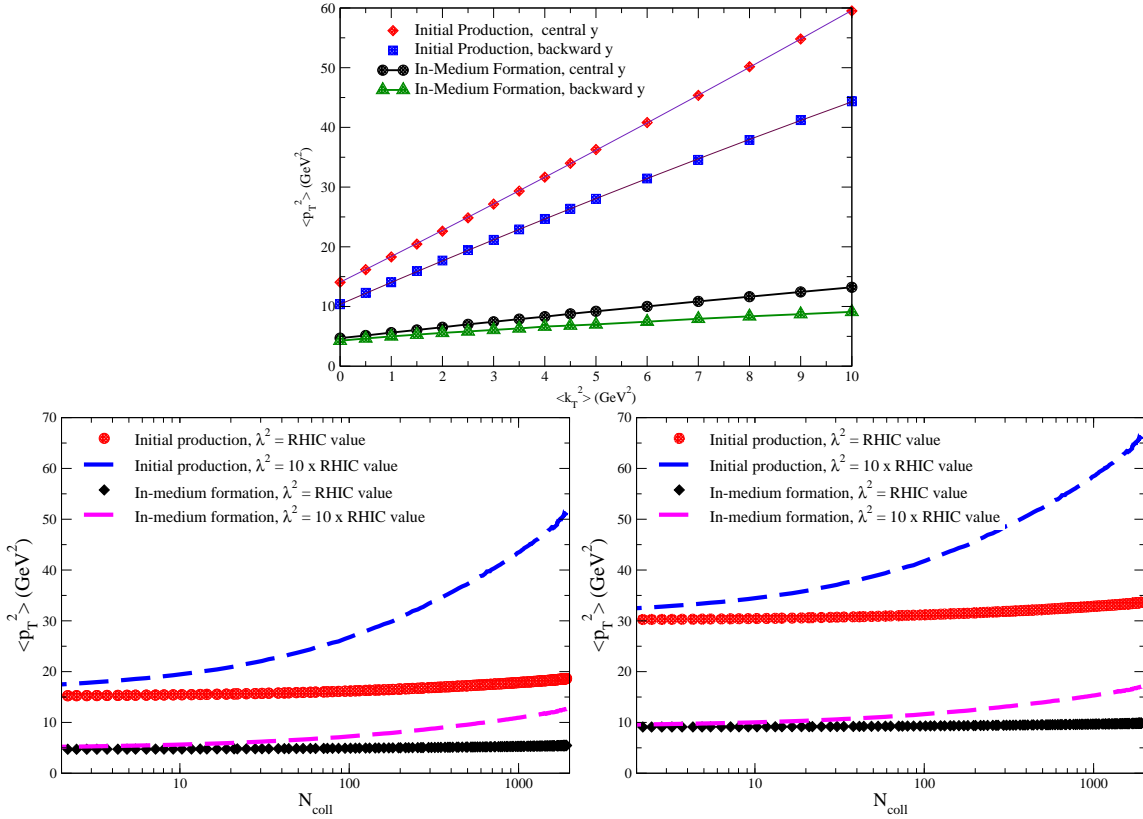 60
50
40
30
20
10
0
<p_T^2> (GeV^2)
Initial Production, central y
Initial Production, backward y
In-Medium Formation, central y
In-Medium Formation, backward y
0 1 2 3 4 5 6 7 8 9 10
<k_T^2> (GeV^2)
70
60
50
40
30
20
10
0
<p_T^2> (GeV^2)
Initial production, λ^2 = RHIC value
Initial production, λ^2 = 10 x RHIC value
In-medium formation, λ^2 = RHIC value
In-medium formation, λ^2 = 10 x RHIC value
10 100 1000
N_coll
70
60
50
40
30
20
10
0
<p_T^2> (GeV^2)
Initial production, λ^2 = RHIC value
Initial production, λ^2 = 10 x RHIC value
In-medium formation, λ^2 = RHIC value
In-medium formation, λ^2 = 10 x RHIC value
10 100 1000
N_coll